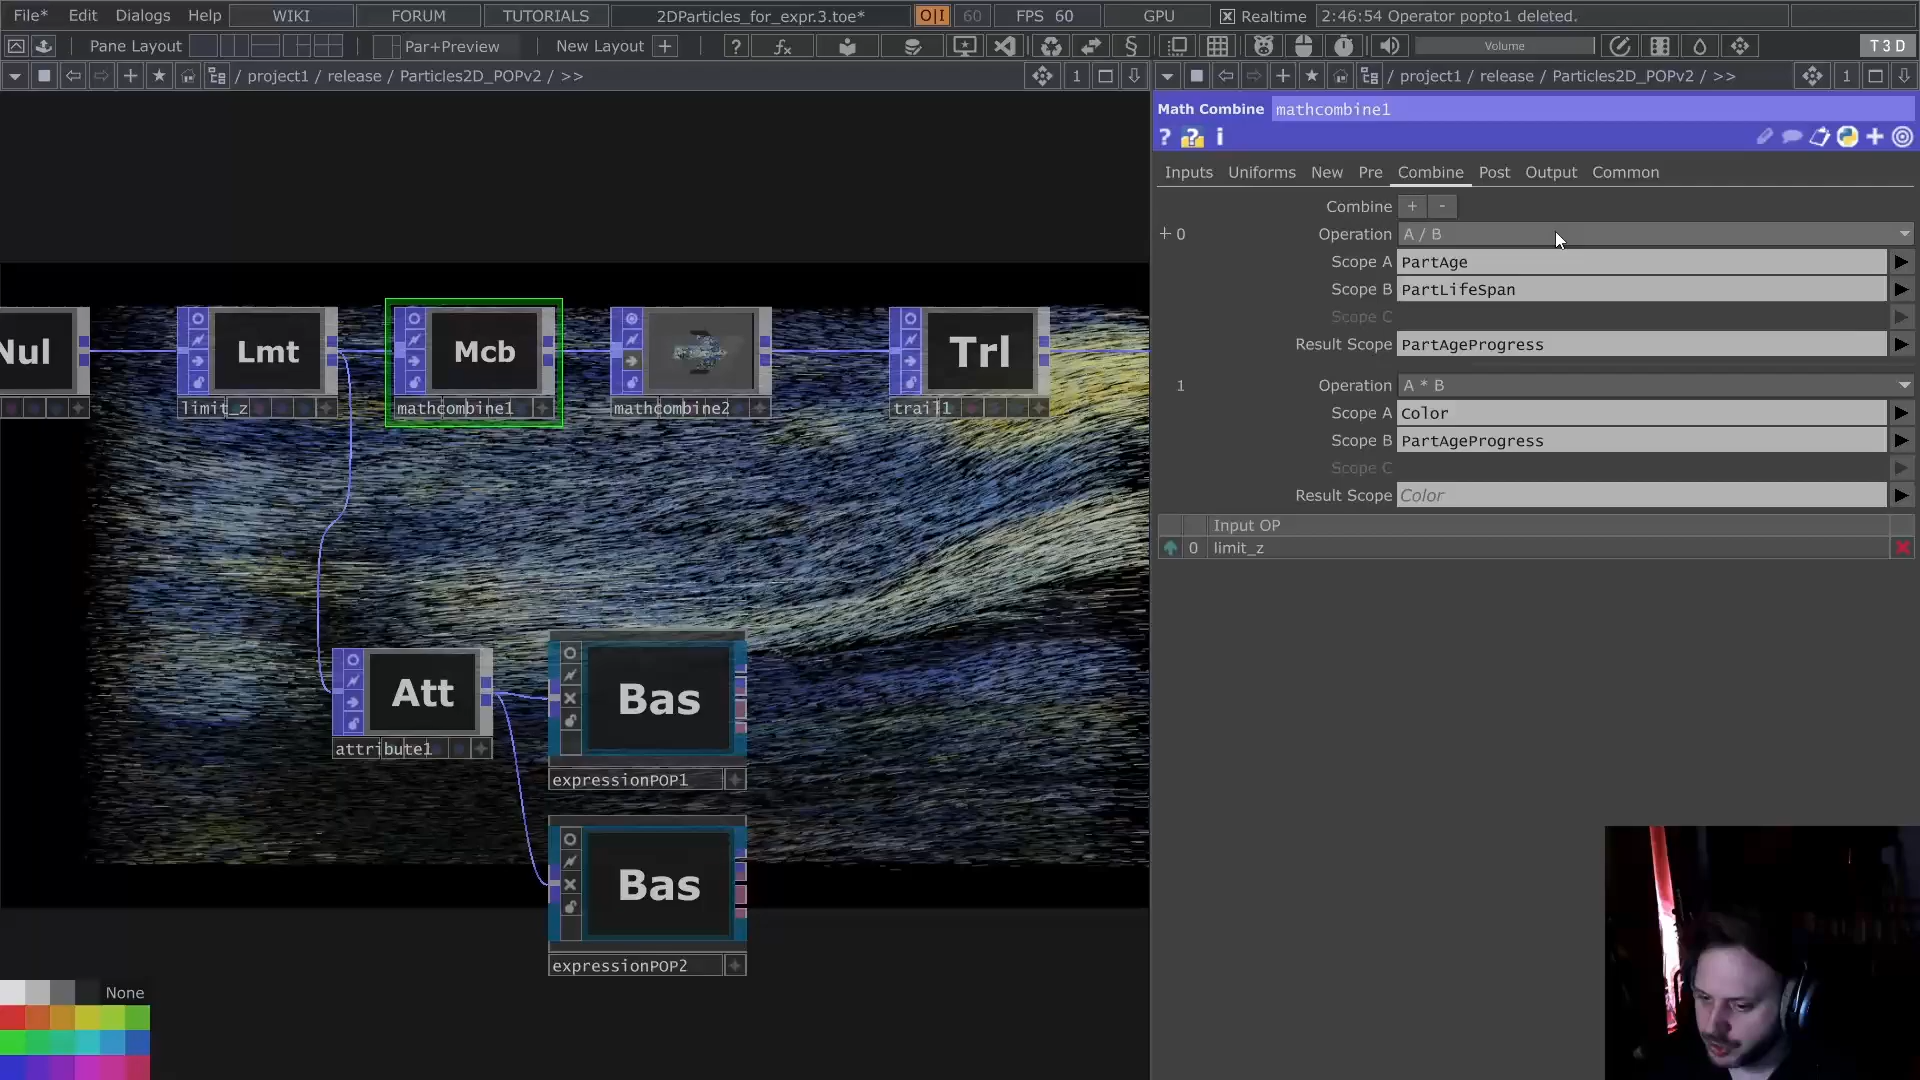 File* Edit Dialogs Help WIKI FORUM TUTORIALS 2DParticles_for_expr.3.toe* O|I 60 FPS 60 GPU Realtime 2:46:54 Operator popto1 deleted.
Pane Layout Par+Preview New Layout + ? fx Volume T3D
/ project1 / release / Particles2D_POPv2 / >> 1
/ project1 / release / Particles2D_POPv2 / >> 1
Math Combine mathcombine1
? ? i
Inputs Uniforms New Pre Combine Post Output Common
Combine + -
+ 0 Operation A / B
Scope A PartAge
Scope B PartLifeSpan
Scope C
Result Scope PartAgeProgress
1 Operation A * B
Scope A Color
Scope B PartAgeProgress
Scope C
Result Scope Color
Input OP
0 limit_z
Nul Lmt Mcb Trl
limit_z mathcombine1 mathcombine2 trail1
Att
attribute1
Bas
expressionPOP1
Bas
expressionPOP2
None